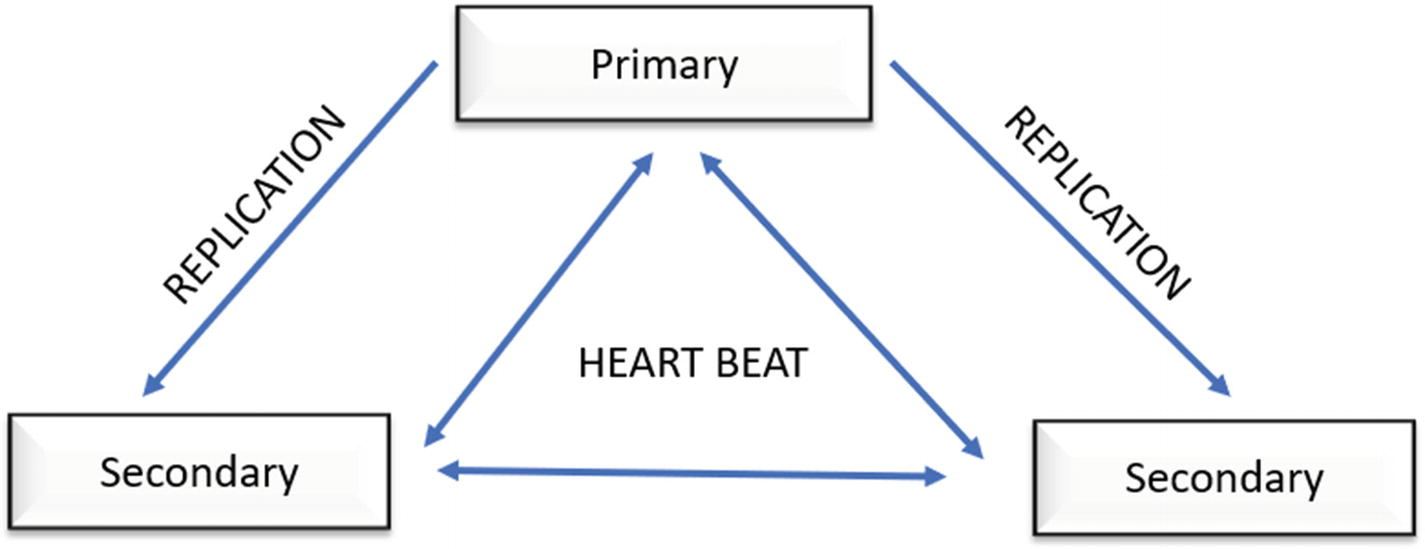 Primary
REPLICATION
REPLICATION
HEART BEAT
Secondary
Secondary